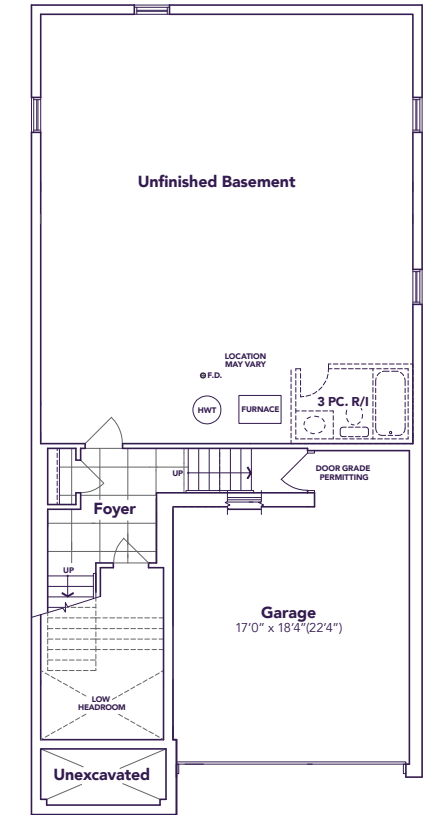 Unfinished Basement
LOCATION
MAY VARY
F.D.
HWT
FURNACE
3 PC. R/I
UP
DOOR GRADE
PERMITTING
Foyer
UP
Garage
17'0" x 18'4"(22'4")
LOW
HEADROOM
Unexcavated